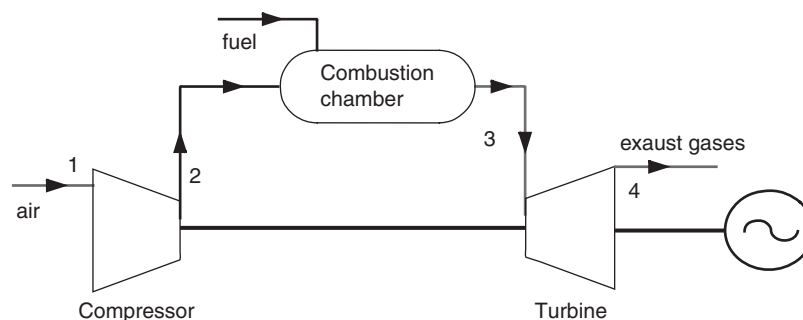 fuel
Combustion
chamber
1
2
3
exaust gases
4
air
Compressor
Turbine